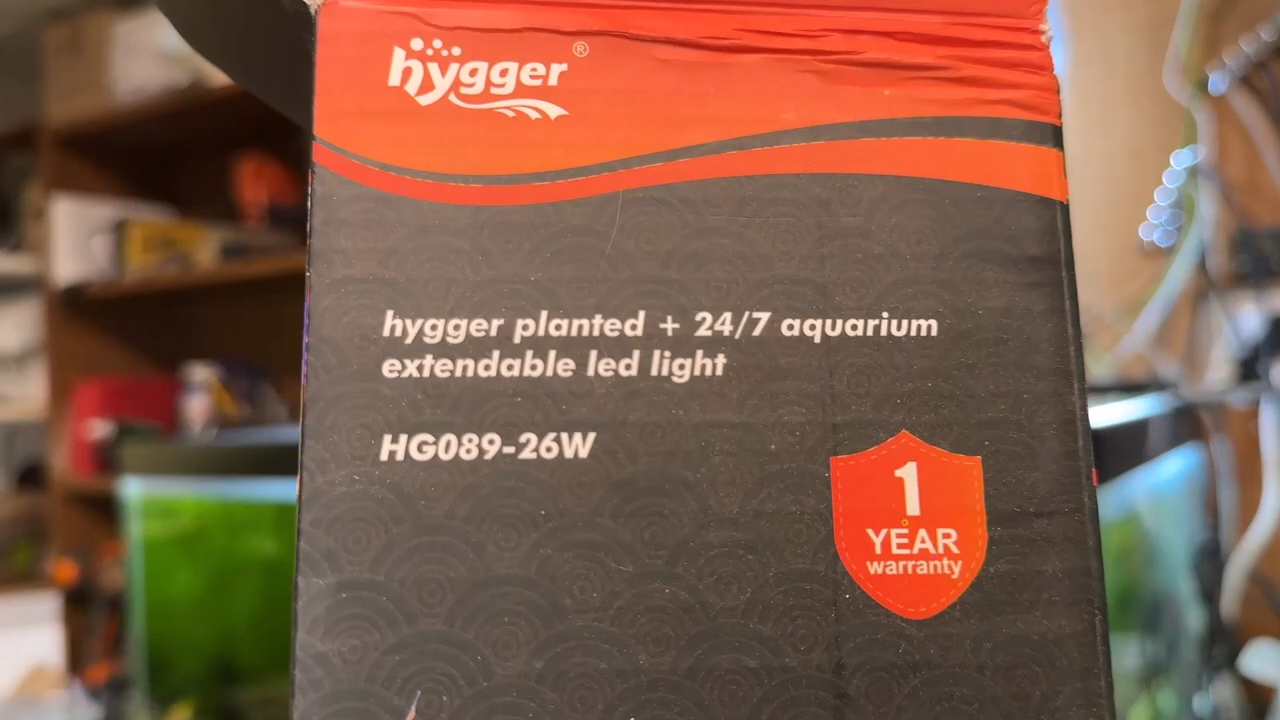 hygger®
hygger planted + 24/7 aquarium
extendable led light
HG089-26W
1
YEAR
warranty